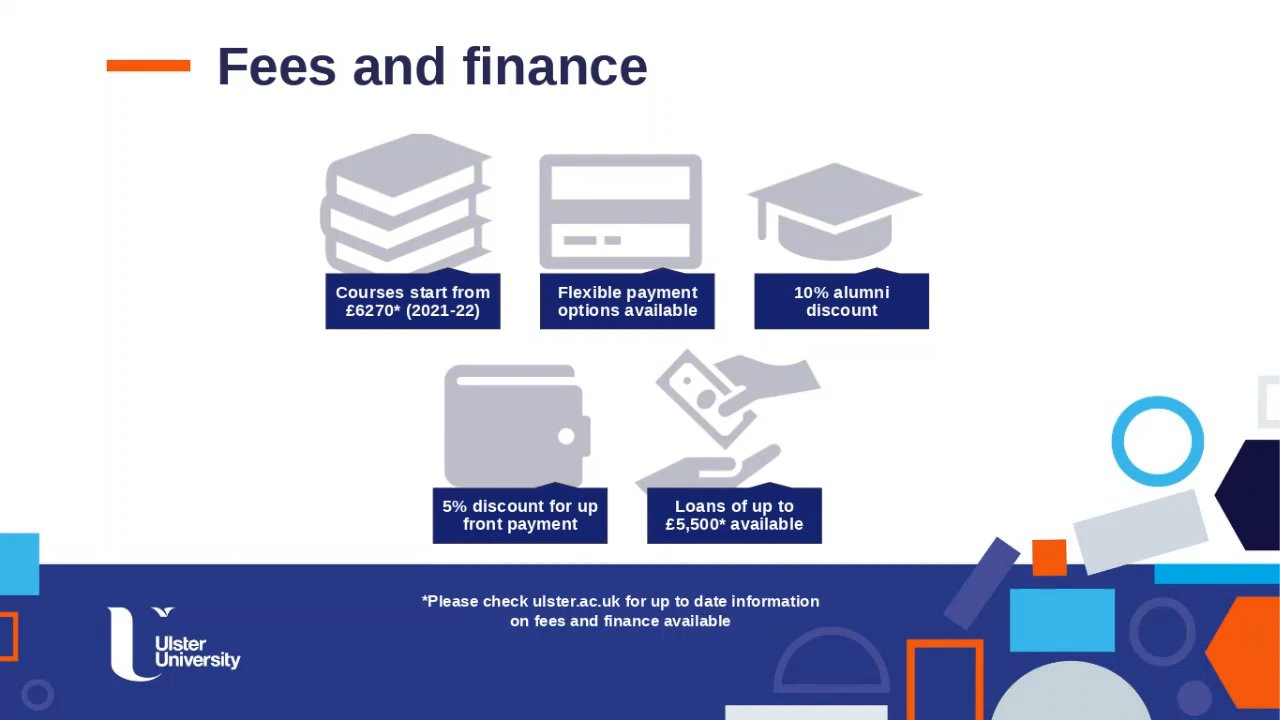 Fees and finance
Courses start from
£6270* (2021-22)
Flexible payment
options available
10% alumni
discount
5% discount for up
front payment
Loans of up to
£5,500* available
*Please check ulster.ac.uk for up to date information
on fees and finance available
Ulster
University